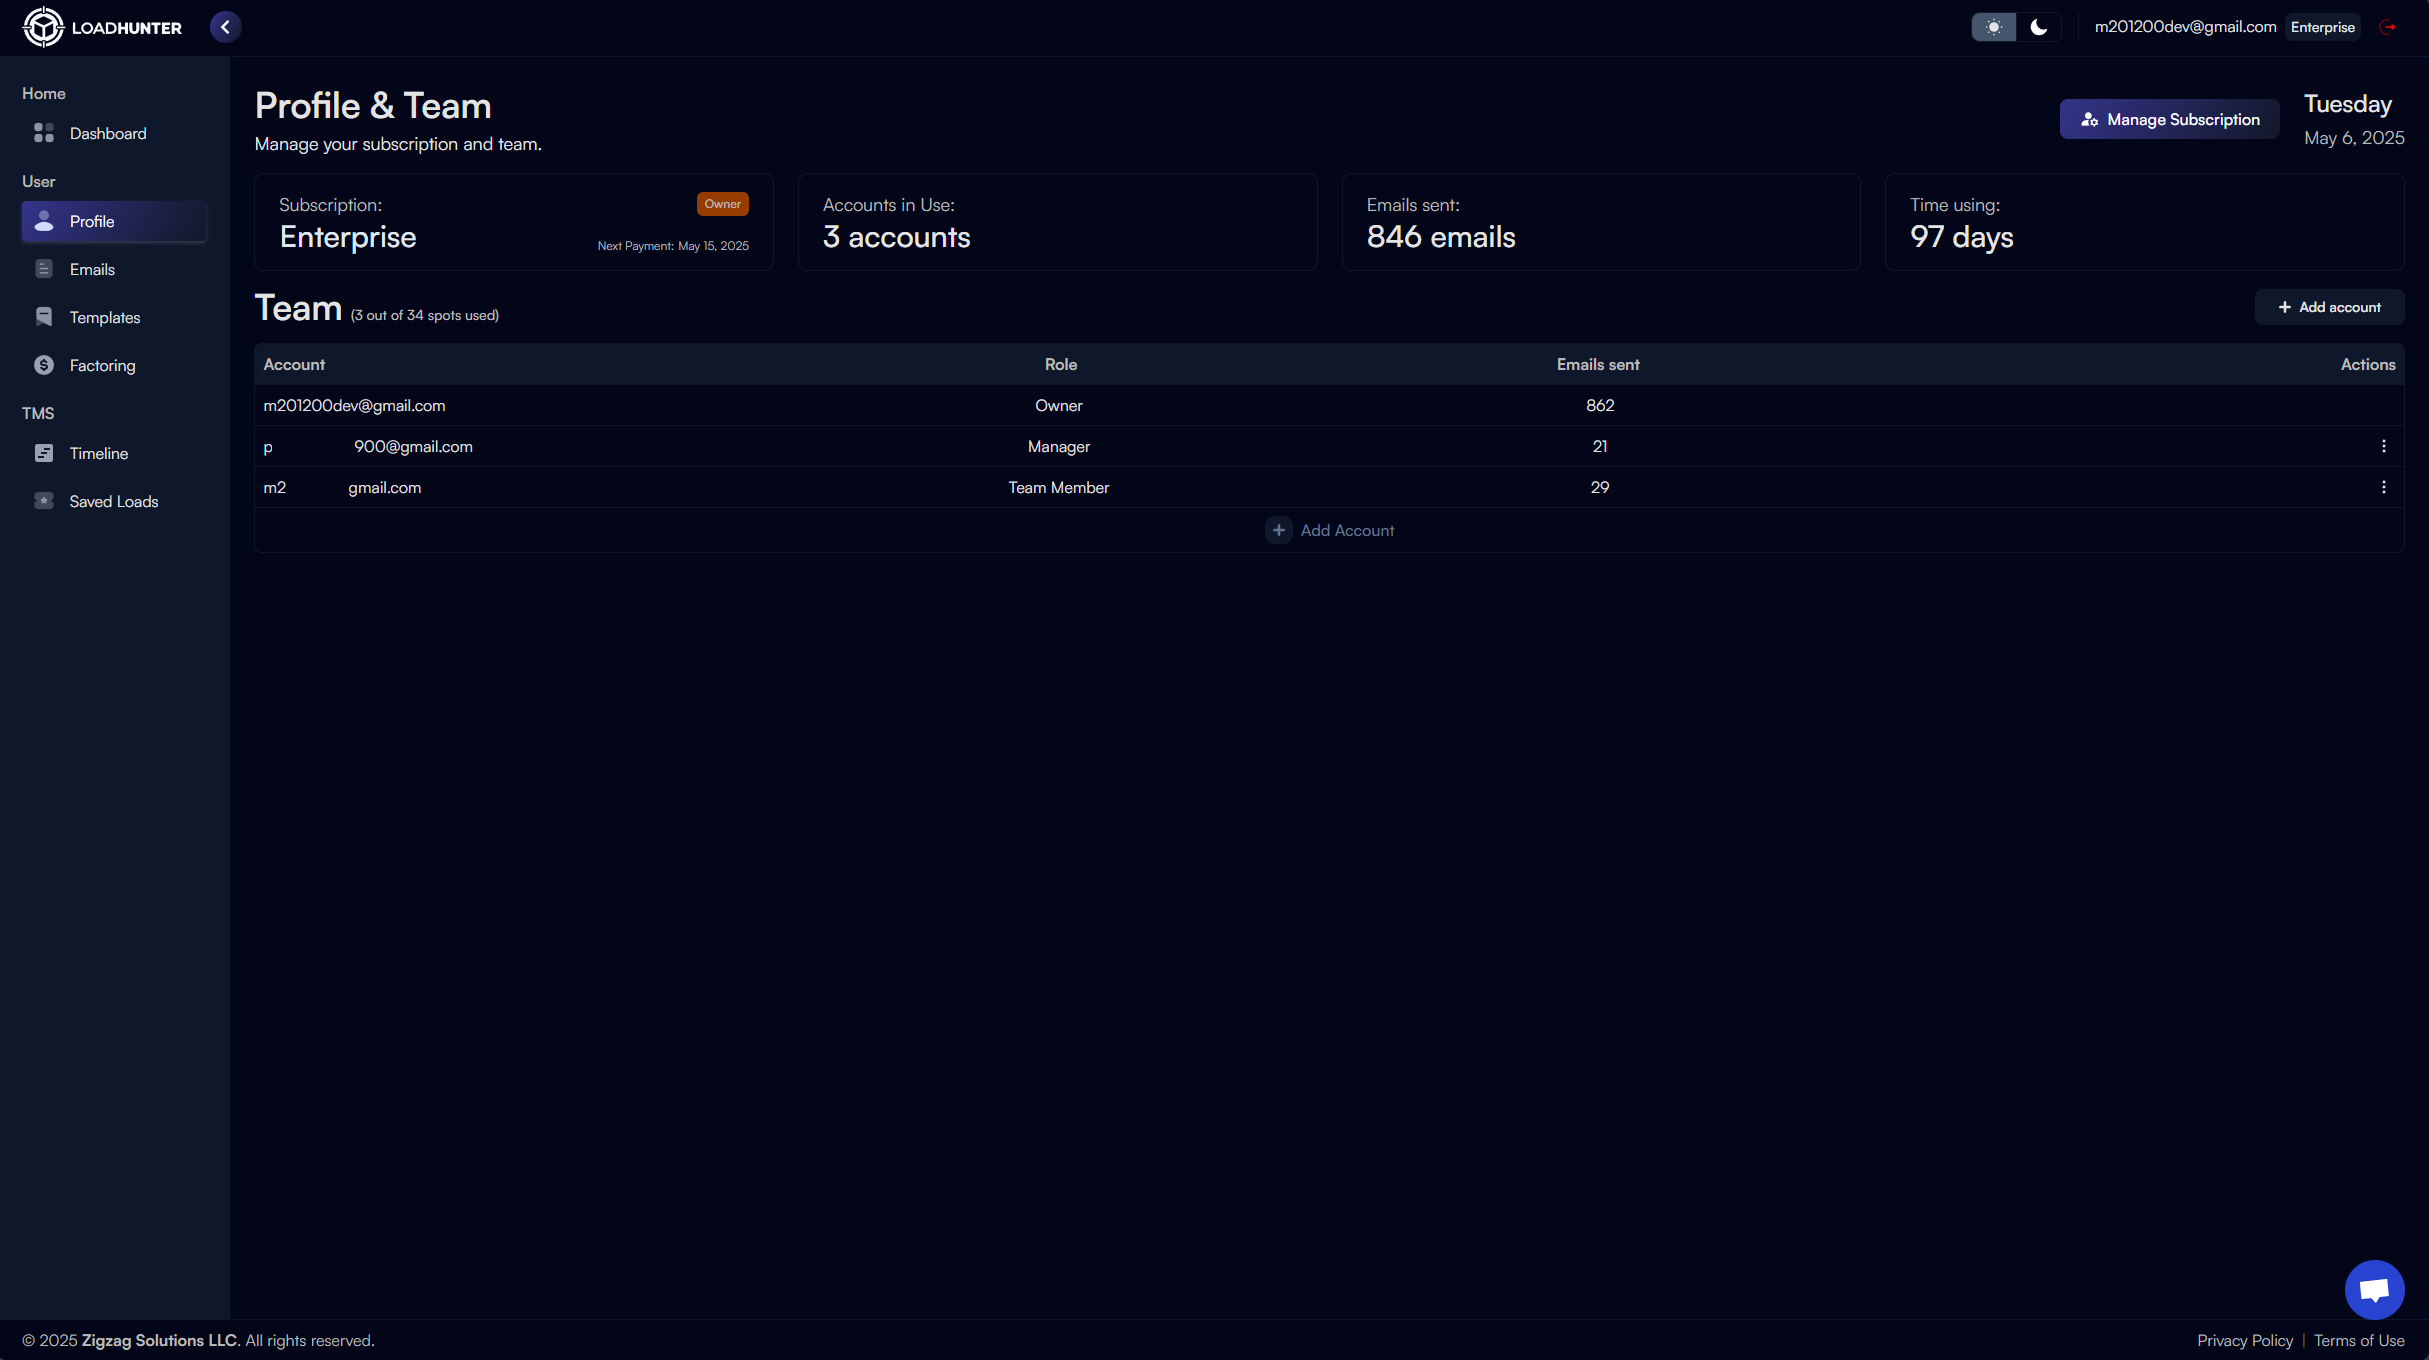 LOADHUNTER
m201200dev@gmail.com Enterprise
Home
Dashboard
User
Profile
Emails
Templates
Factoring
TMS
Timeline
Saved Loads
Profile & Team
Manage your subscription and team.
Manage Subscription
Tuesday
May 6, 2025
Subscription:
Owner
Enterprise
Next Payment: May 15, 2025
Accounts in Use:
3 accounts
Emails sent:
846 emails
Time using:
97 days
Team (3 out of 34 spots used)
+ Add account
Account Role Emails sent Actions
m201200dev@gmail.com Owner 862
p 900@gmail.com Manager 21
m2 gmail.com Team Member 29
+ Add Account
© 2025 Zigzag Solutions LLC. All rights reserved.
Privacy Policy | Terms of Use